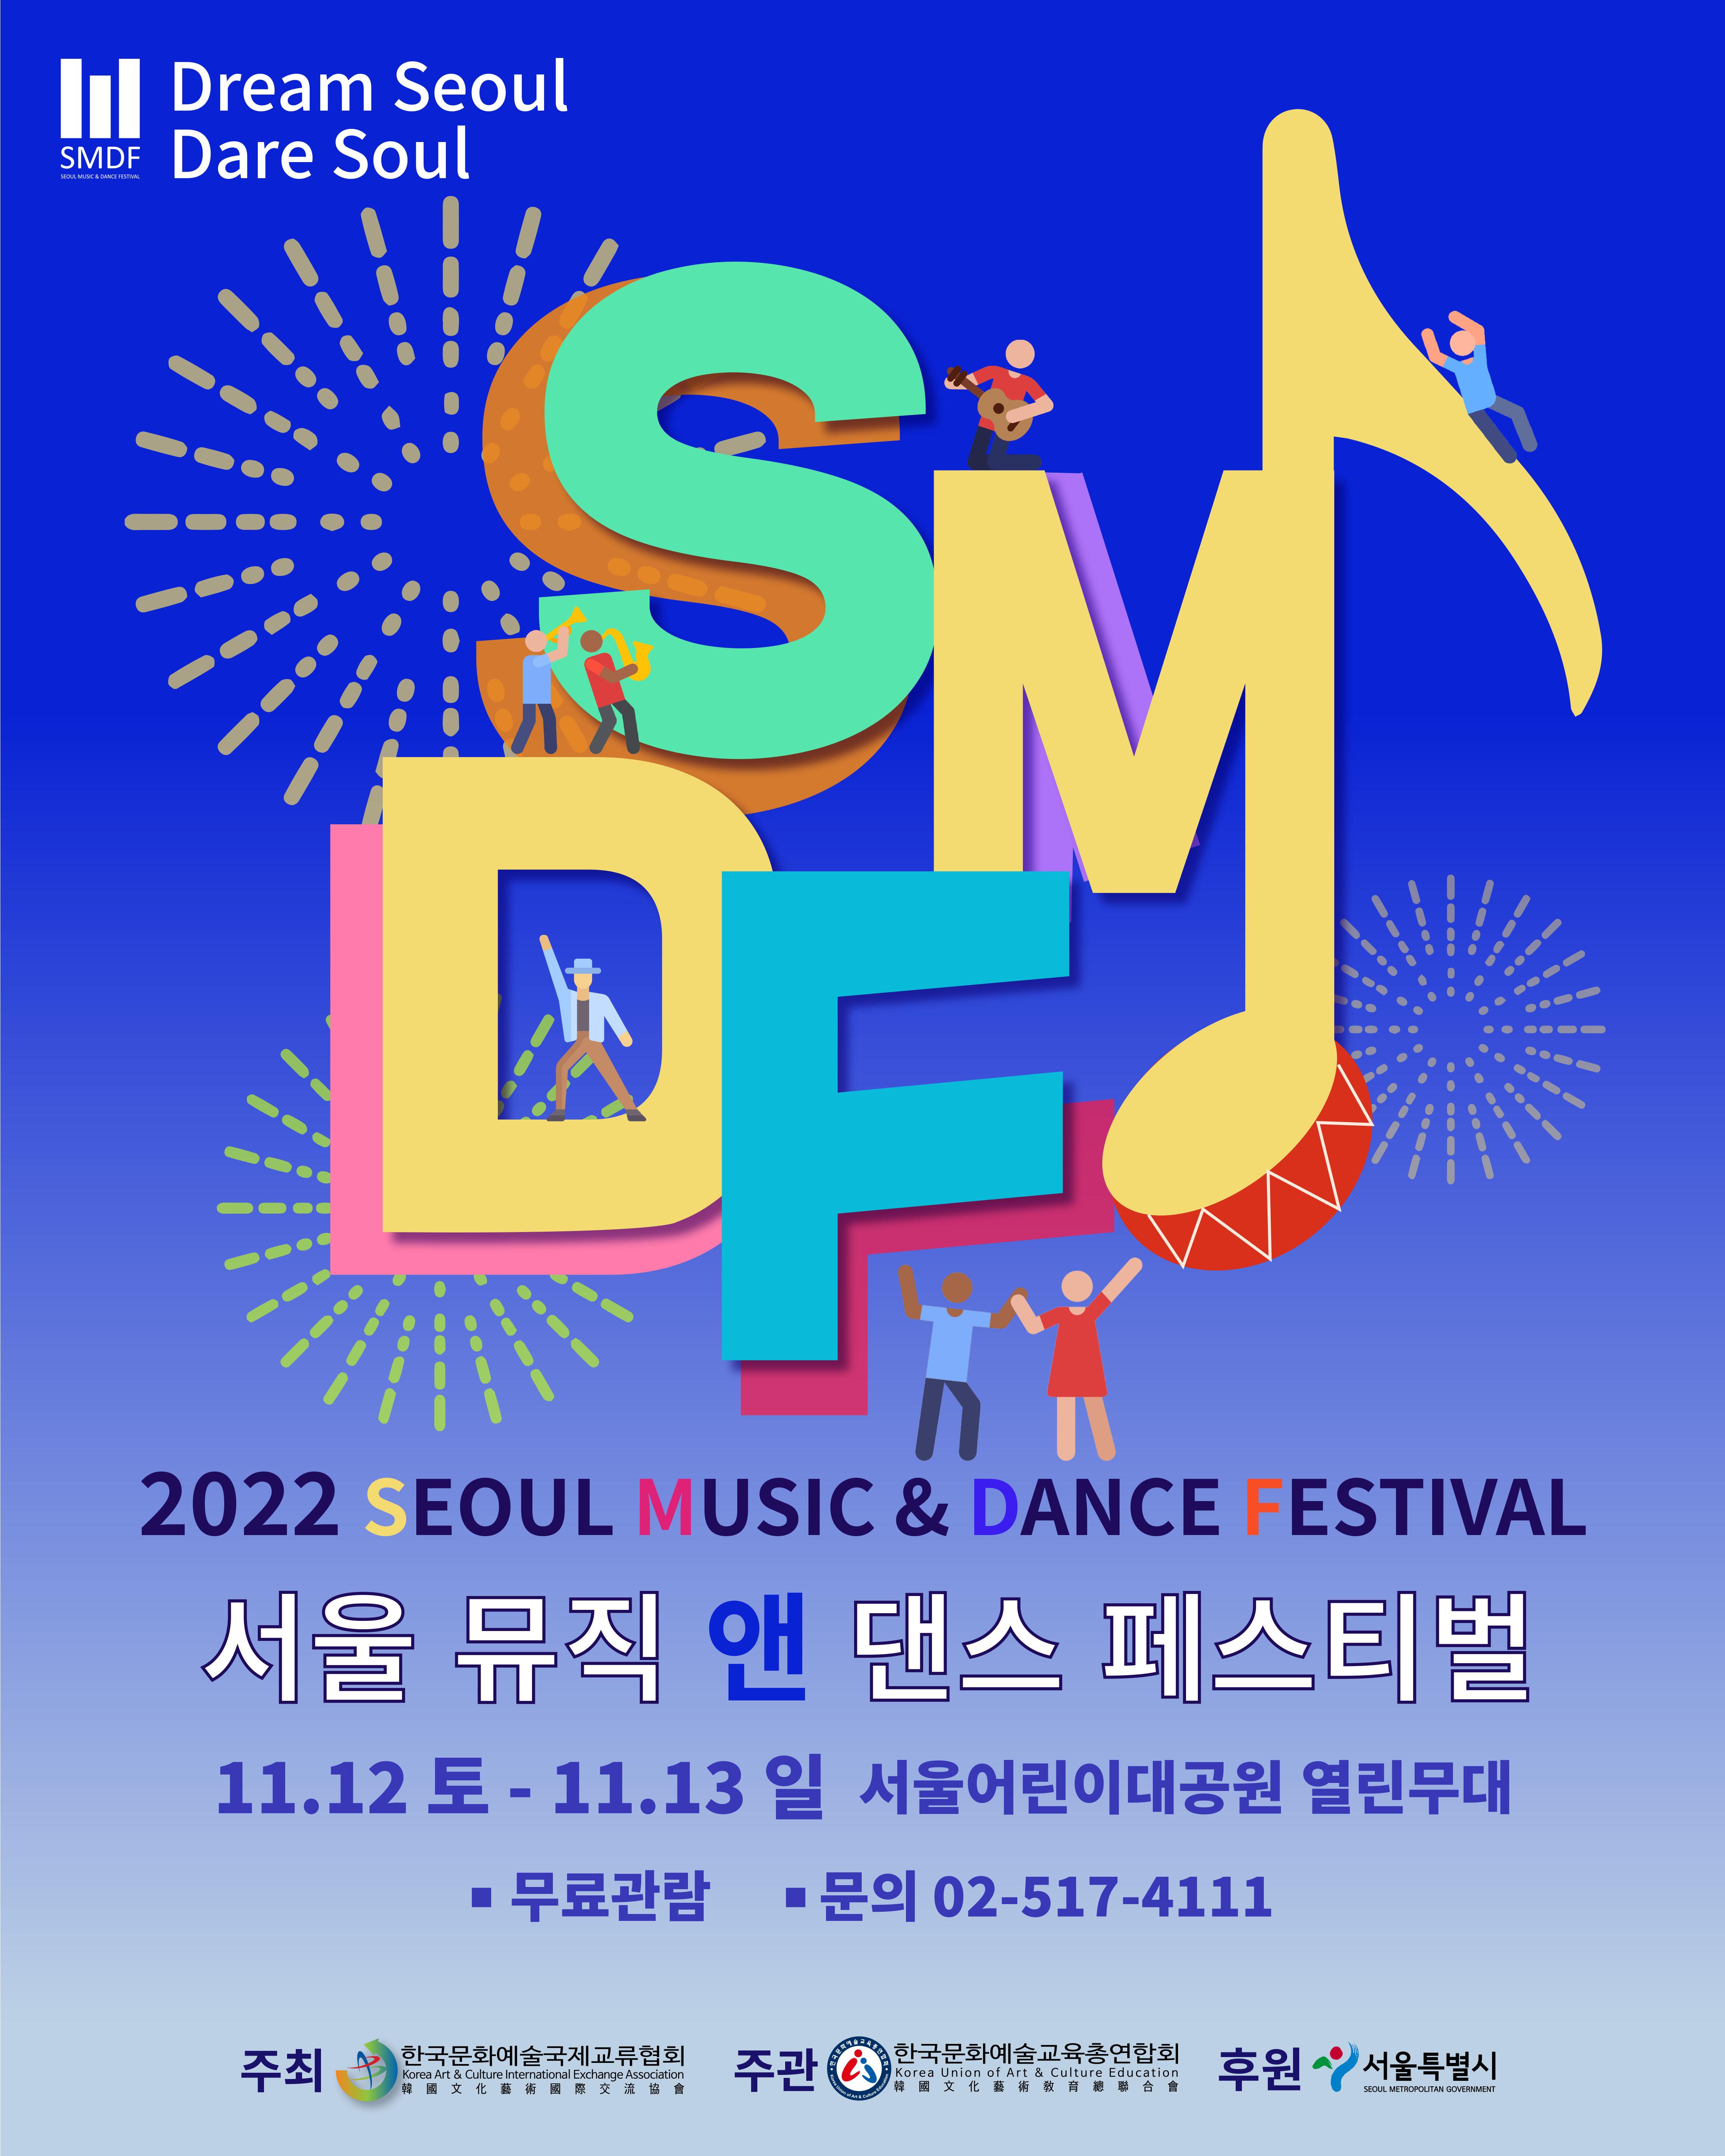 Dream Seoul
Dare Soul
SMDF
SEOUL MUSIC & DANCE FESTIVAL
S
M
D
F
2022 SEOUL MUSIC & DANCE FESTIVAL
서울 뮤직 앤 댄스 페스티벌
11.12 토 - 11.13 일 서울어린이대공원 열린무대
▪ 무료관람 ▪ 문의 02-517-4111
주최 한국문화예술국제교류협회
Korea Art & Culture International Exchange Association
韓國文化藝術國際交流協會
주관 한국문화예술교육총연합회
Korea Union of Art & Culture Education
韓國文化藝術敎育總聯合會
후원 서울특별시
SEOUL METROPOLITAN GOVERNMENT